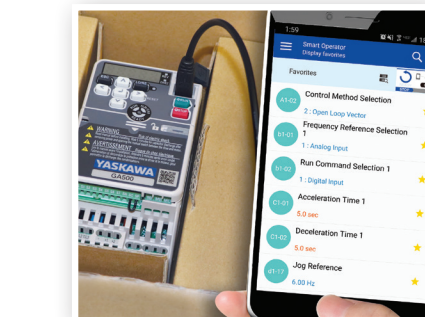 WARNING
AVERTISSEMENT
YASKAWA
GA500
1:59
Smart Operator
Display favorites
Favorites
A1-02
Control Method Selection
2 : Open Loop Vector
b1-01
Frequency Reference Selection
1
1 : Analog Input
b1-02
Run Command Selection 1
1 : Digital Input
C1-01
Acceleration Time 1
5.0 sec
C1-02
Deceleration Time 1
5.0 sec
d1-17
Jog Reference
6.00 Hz